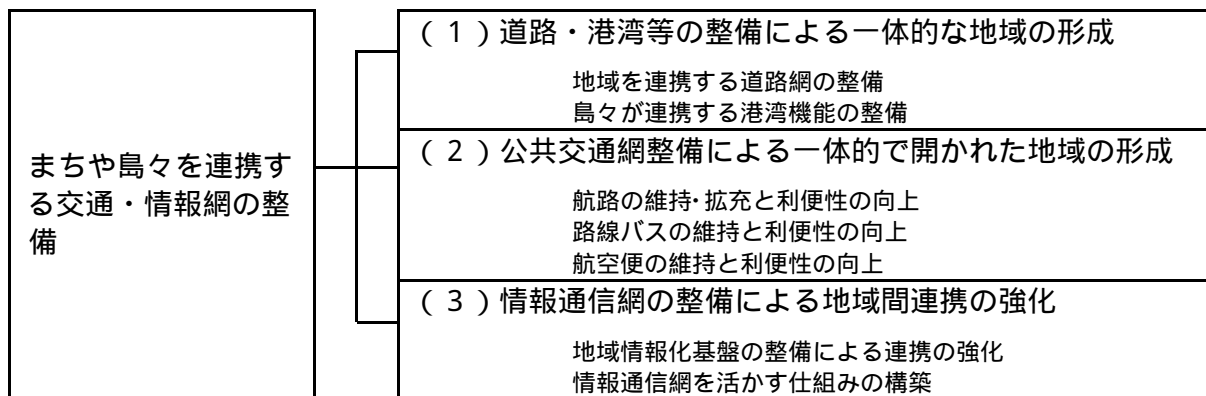 まちや島々を連携す
る交通・情報網の整
備
（1）道路・港湾等の整備による一体的な地域の形成
地域を連携する道路網の整備
島々が連携する港湾機能の整備
（2）公共交通網整備による一体的で開かれた地域の形成
航路の維持・拡充と利便性の向上
路線バスの維持と利便性の向上
航空便の維持と利便性の向上
（3）情報通信網の整備による地域間連携の強化
地域情報化基盤の整備による連携の強化
情報通信網を活かす仕組みの構築